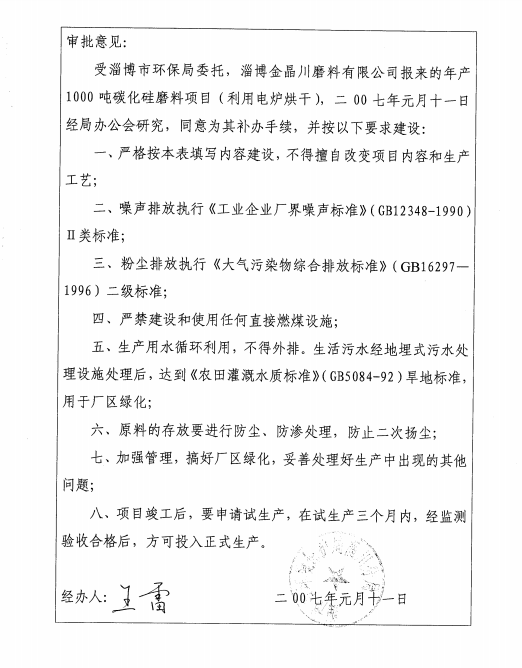 审批意见：
受淄博市环保局委托，淄博金晶川磨料有限公司报来的年产
1000 吨碳化硅磨料项目（利用电炉烘干），二 00 七年元月十一日
经局办公会研究，同意为其补办手续，并按以下要求建设：
一、严格按本表填写内容建设，不得擅自改变项目内容和生产
工艺；
二、噪声排放执行《工业企业厂界噪声标准》（GB12348-1990）
Ⅱ类标准；
三、粉尘排放执行《大气污染物综合排放标准》（GB16297—
1996）二级标准；
四、严禁建设和使用任何直接燃煤设施；
五、生产用水循环利用，不得外排。生活污水经地埋式污水处
理设施处理后，达到《农田灌溉水质标准》（GB5084-92）旱地标准，
用于厂区绿化；
六、原料的存放要进行防尘、防渗处理，防止二次扬尘；
七、加强管理，搞好厂区绿化，妥善处理好生产中出现的其他
问题；
八、项目竣工后，要申请试生产，在试生产三个月内，经监测
验收合格后，方可投入正式生产。
经办人：王雷
二 00 七年元月十一日